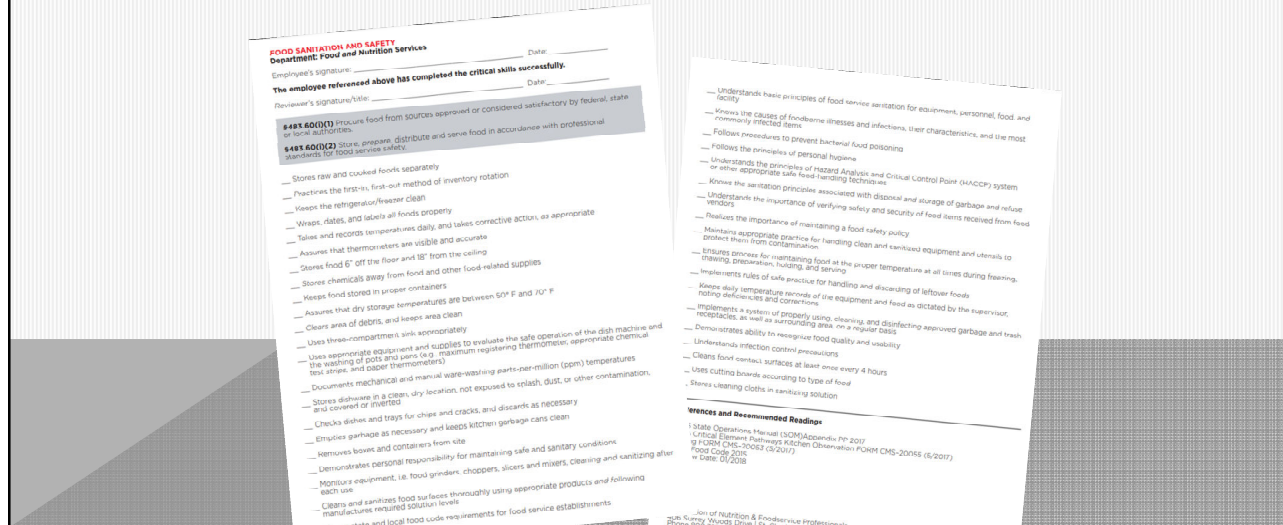 FOOD SANITATION AND SAFETY
Department: Food and Nutrition Services
Employee's signature: Date:
The employee referenced above has completed the critical skills successfully.
Reviewer's signature/title: Date:
§483.60(i)(1) Procure food from sources approved or considered satisfactory by federal, state
or local authorities.
§483.60(i)(2) Store, prepare, distribute and serve food in accordance with professional
standards for food service safety.
Stores raw and cooked foods separately
Practices the first-in, first-out method of inventory rotation
Keeps the refrigerator/freezer clean
Wraps, dates, and labels all foods properly
Takes and records temperatures daily, and takes corrective action, as appropriate
Assures that thermometers are visible and accurate
Stores food 6" off the floor and 18" from the ceiling
Stores chemicals away from food and other food-related supplies
Keeps food stored in proper containers
Assures that dry storage temperatures are between 50° F and 70° F
Clears area of debris, and keeps area clean
Uses three-compartment sink appropriately
Uses appropriate equipment and supplies to evaluate the safe operation of the dish machine and
the washing of pots and pans (e.g. maximum registering thermometer, appropriate chemical
test strips, and paper thermometers)
Documents mechanical and manual ware-washing parts-per-million (ppm) temperatures
Stores dishware in a clean, dry location, not exposed to splash, dust, or other contamination,
and covered or inverted
Checks dishes and trays for chips and cracks, and discards as necessary
Empties garbage as necessary and keeps kitchen garbage cans clean
Removes boxes and containers from site
Demonstrates personal responsibility for maintaining safe and sanitary conditions
Monitors equipment, i.e. food grinders, choppers, slicers and mixers, cleaning and sanitizing after
each use
Cleans and sanitizes food surfaces thoroughly using appropriate products and following
manufactures required solution levels
state and local food code requirements for food service establishments
Understands basic principles of food service sanitation for equipment, personnel, food, and
facility
Knows the causes of foodborne illnesses and infections, their characteristics, and the most
commonly infected items
Follows procedures to prevent bacterial food poisoning
Follows the principles of personal hygiene
Understands the principles of Hazard Analysis and Critical Control Point (HACCP) system
or other appropriate safe food-handling techniques
Knows the sanitation principles associated with disposal and storage of garbage and refuse
Understands the importance of verifying safety and security of food items received from food
vendors
Realizes the importance of maintaining a food safety policy
Maintains appropriate practice for handling clean and sanitized equipment and utensils to
protect them from contamination.
Ensures process for maintaining food at the proper temperature at all times during freezing,
thawing, preparation, holding, and serving
Implements rules of safe practice for handling and discarding of leftover foods
Keeps daily temperature records of the equipment and food as dictated by the supervisor,
noting deficiencies and corrections
Implements a system of properly using, cleaning, and disinfecting approved garbage and trash
receptacles, as well as surrounding area, on a regular basis
Demonstrates ability to recognize food quality and usability
Understands infection control precautions
Cleans food contact surfaces at least once every 4 hours
Uses cutting boards according to type of food
Stores cleaning cloths in sanitizing solution
erences and Recommended Readings
State Operations Manual (SOM)Appendix PP 2017
Critical Element Pathways Kitchen Observation FORM CMS-20055 (5/2017)
g FORM CMS-20053 (5/2017)
Food Code 2015
w Date: 01/2018
of Nutrition & Foodservice Professionals
406 Surrey Woods Drive